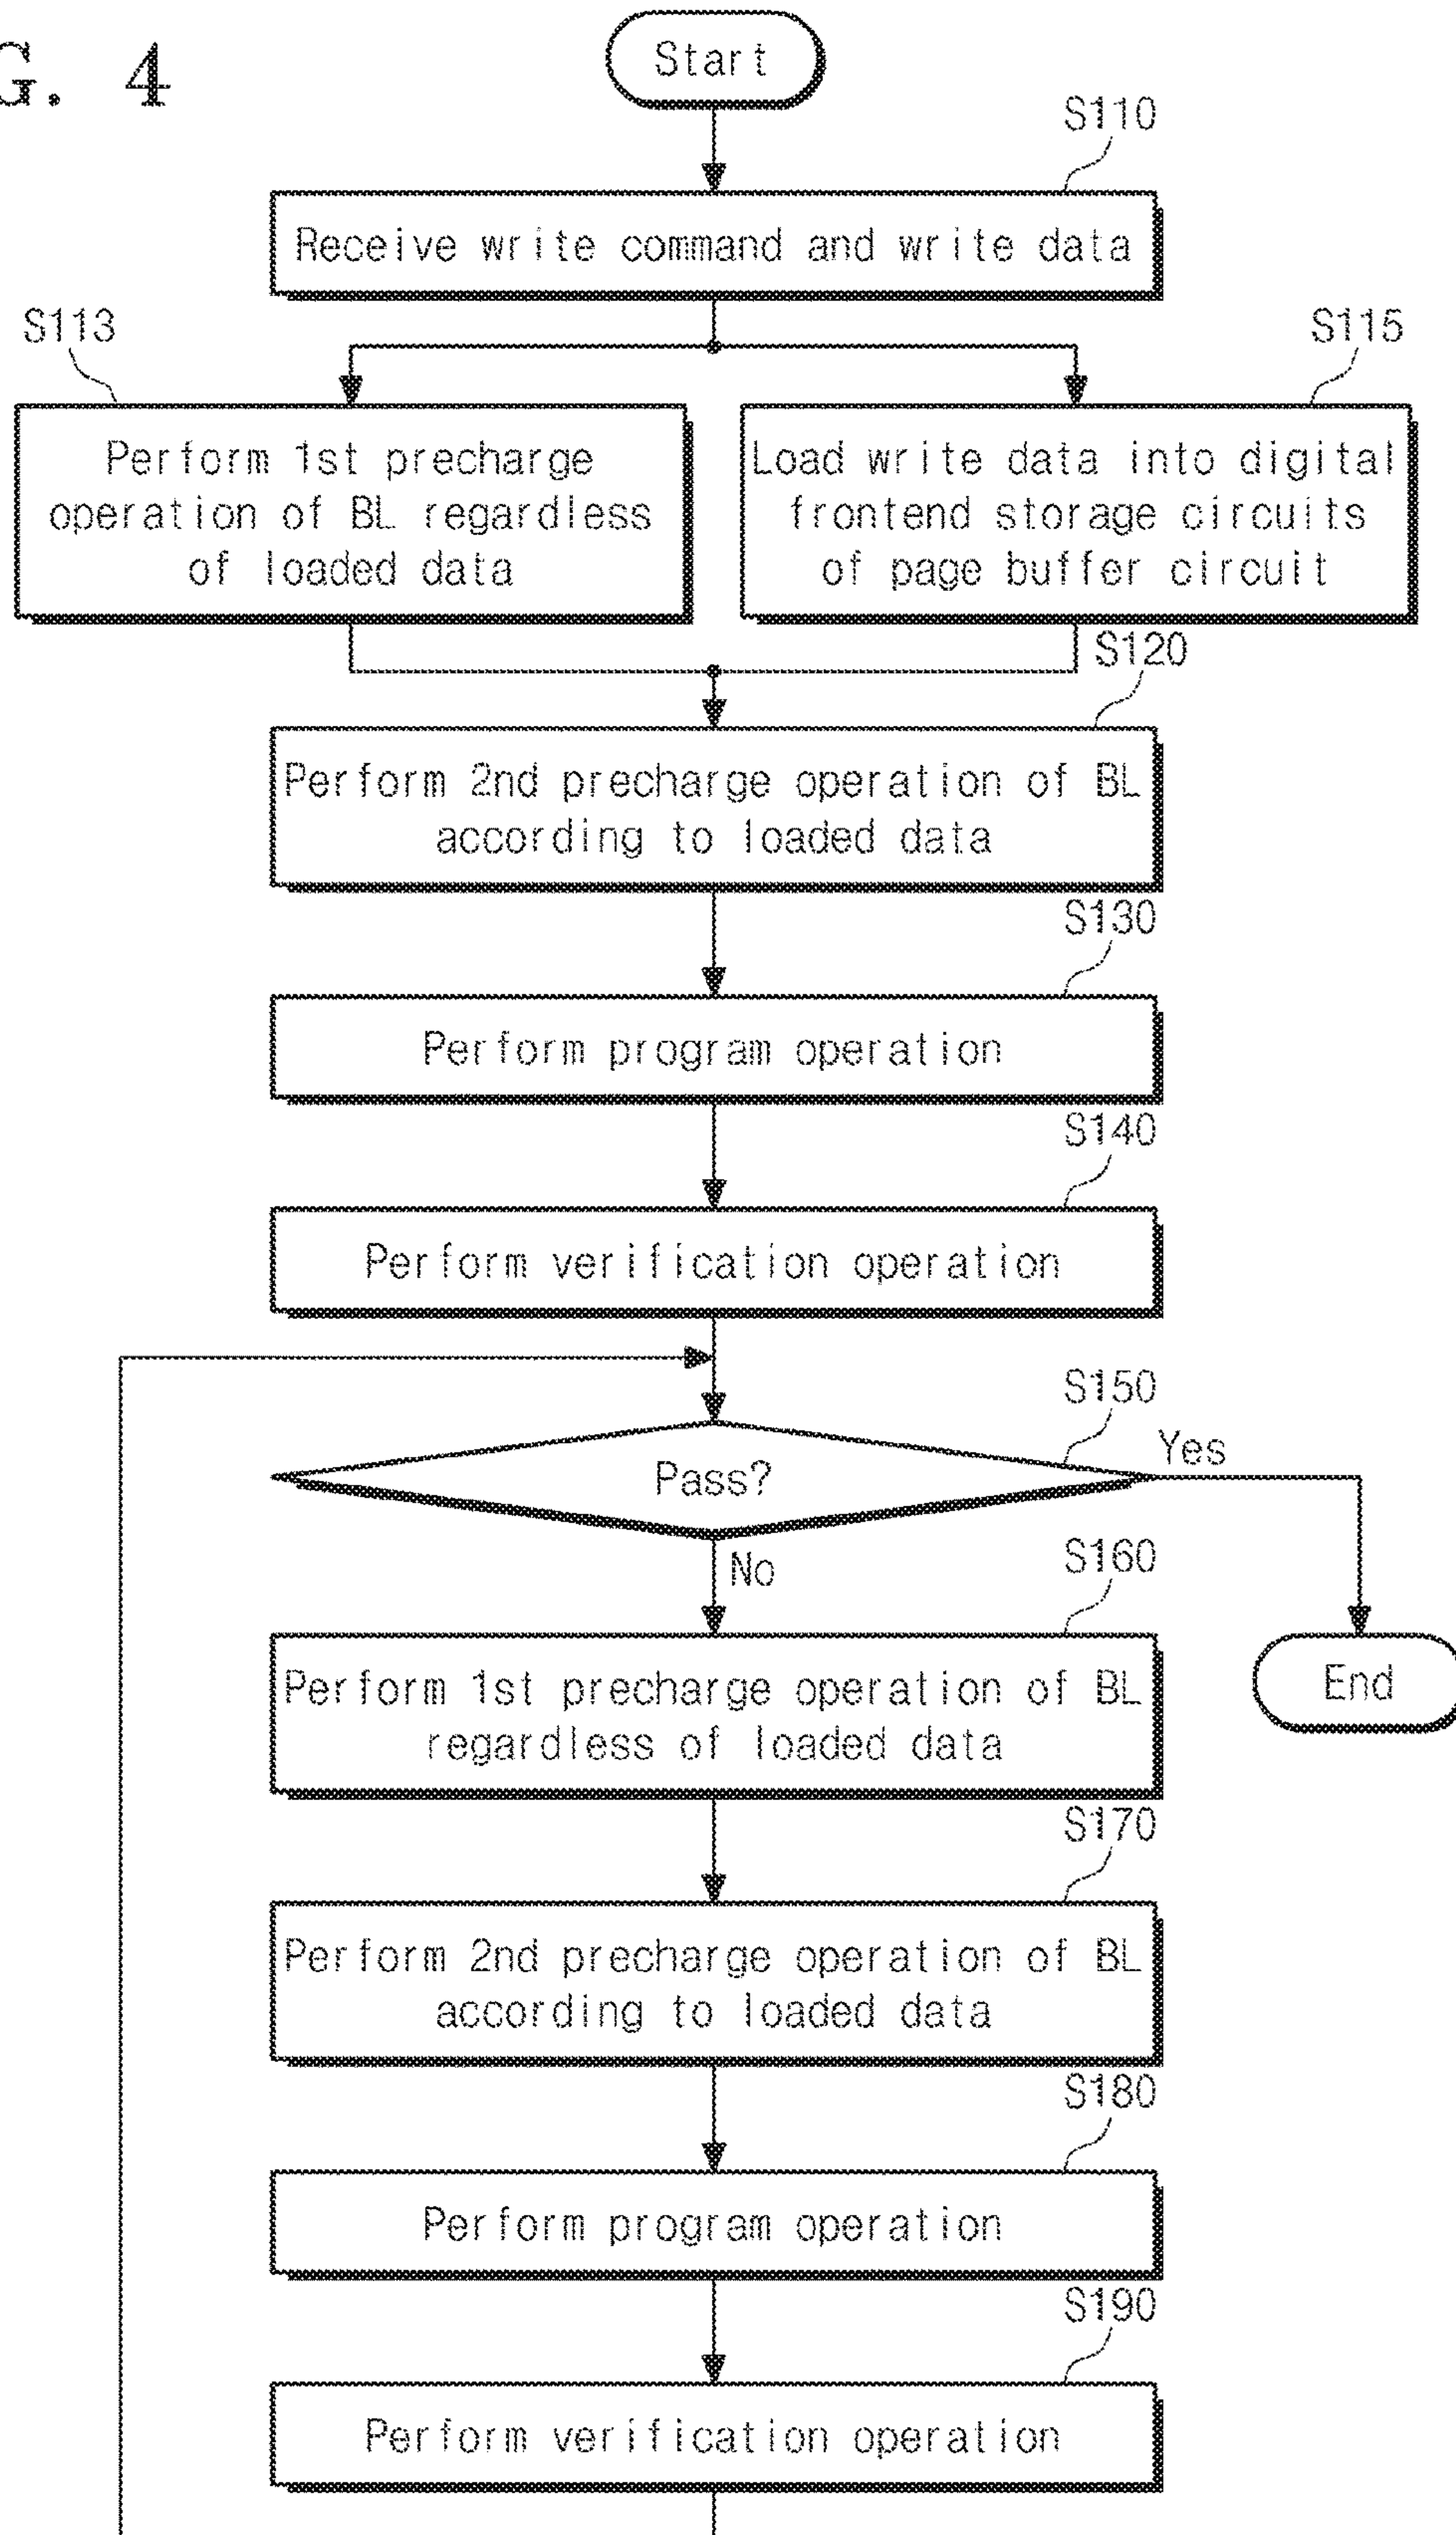 G. 4
Start
S110
Receive write command and write data
S113
S115
Perform 1st precharge
operation of BL regardless
of loaded data
Load write data into digital
frontend storage circuits
of page buffer circuit
S120
Perform 2nd precharge operation of BL
according to loaded data
S130
Perform program operation
S140
Perform verification operation
S150
Pass?
Yes
No
S160
End
Perform 1st precharge operation of BL
regardless of loaded data
S170
Perform 2nd precharge operation of BL
according to loaded data
S180
Perform program operation
S190
Perform verification operation